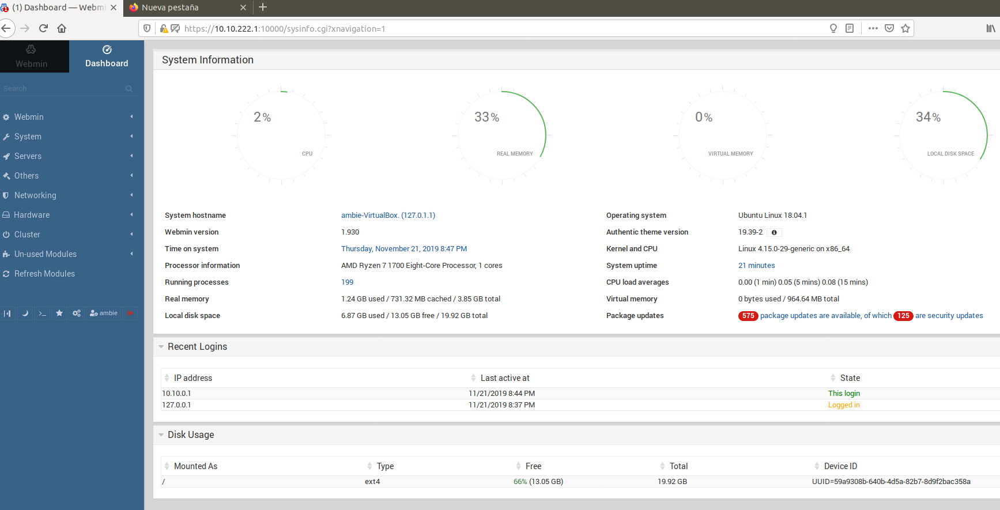 (1) Dashboard — Webmi
Nueva pestaña
https://10.10.222.1:10000/sysinfo.cgi?xnavigation=1
Webmin
Dashboard
Search
Webmin
System
Servers
Others
Networking
Hardware
Cluster
Un-used Modules
Refresh Modules
ambie
System Information
2%
CPU
33%
REAL MEMORY
0%
VIRTUAL MEMORY
34%
LOCAL DISK SPACE
System hostname ambie-VirtualBox. (127.0.1.1) Operating system Ubuntu Linux 18.04.1
Webmin version 1.930 Authentic theme version 19.39-2
Time on system Thursday, November 21, 2019 8:47 PM Kernel and CPU Linux 4.15.0-29-generic on x86_64
Processor information AMD Ryzen 7 1700 Eight-Core Processor, 1 cores System uptime 21 minutes
Running processes 199 CPU load averages 0.00 (1 min) 0.05 (5 mins) 0.08 (15 mins)
Real memory 1.24 GB used / 731.32 MB cached / 3.85 GB total Virtual memory 0 bytes used / 964.64 MB total
Local disk space 6.87 GB used / 13.05 GB free / 19.92 GB total Package updates 575 package updates are available, of which 125 are security updates
Recent Logins
IP address Last active at State
10.10.0.1 11/21/2019 8:44 PM This login
127.0.0.1 11/21/2019 8:37 PM Logged in
Disk Usage
Mounted As Type Free Total Device ID
/ ext4 66% (13.05 GB) 19.92 GB UUID=59a9308b-640b-4d5a-82b7-8d9f2bac358a